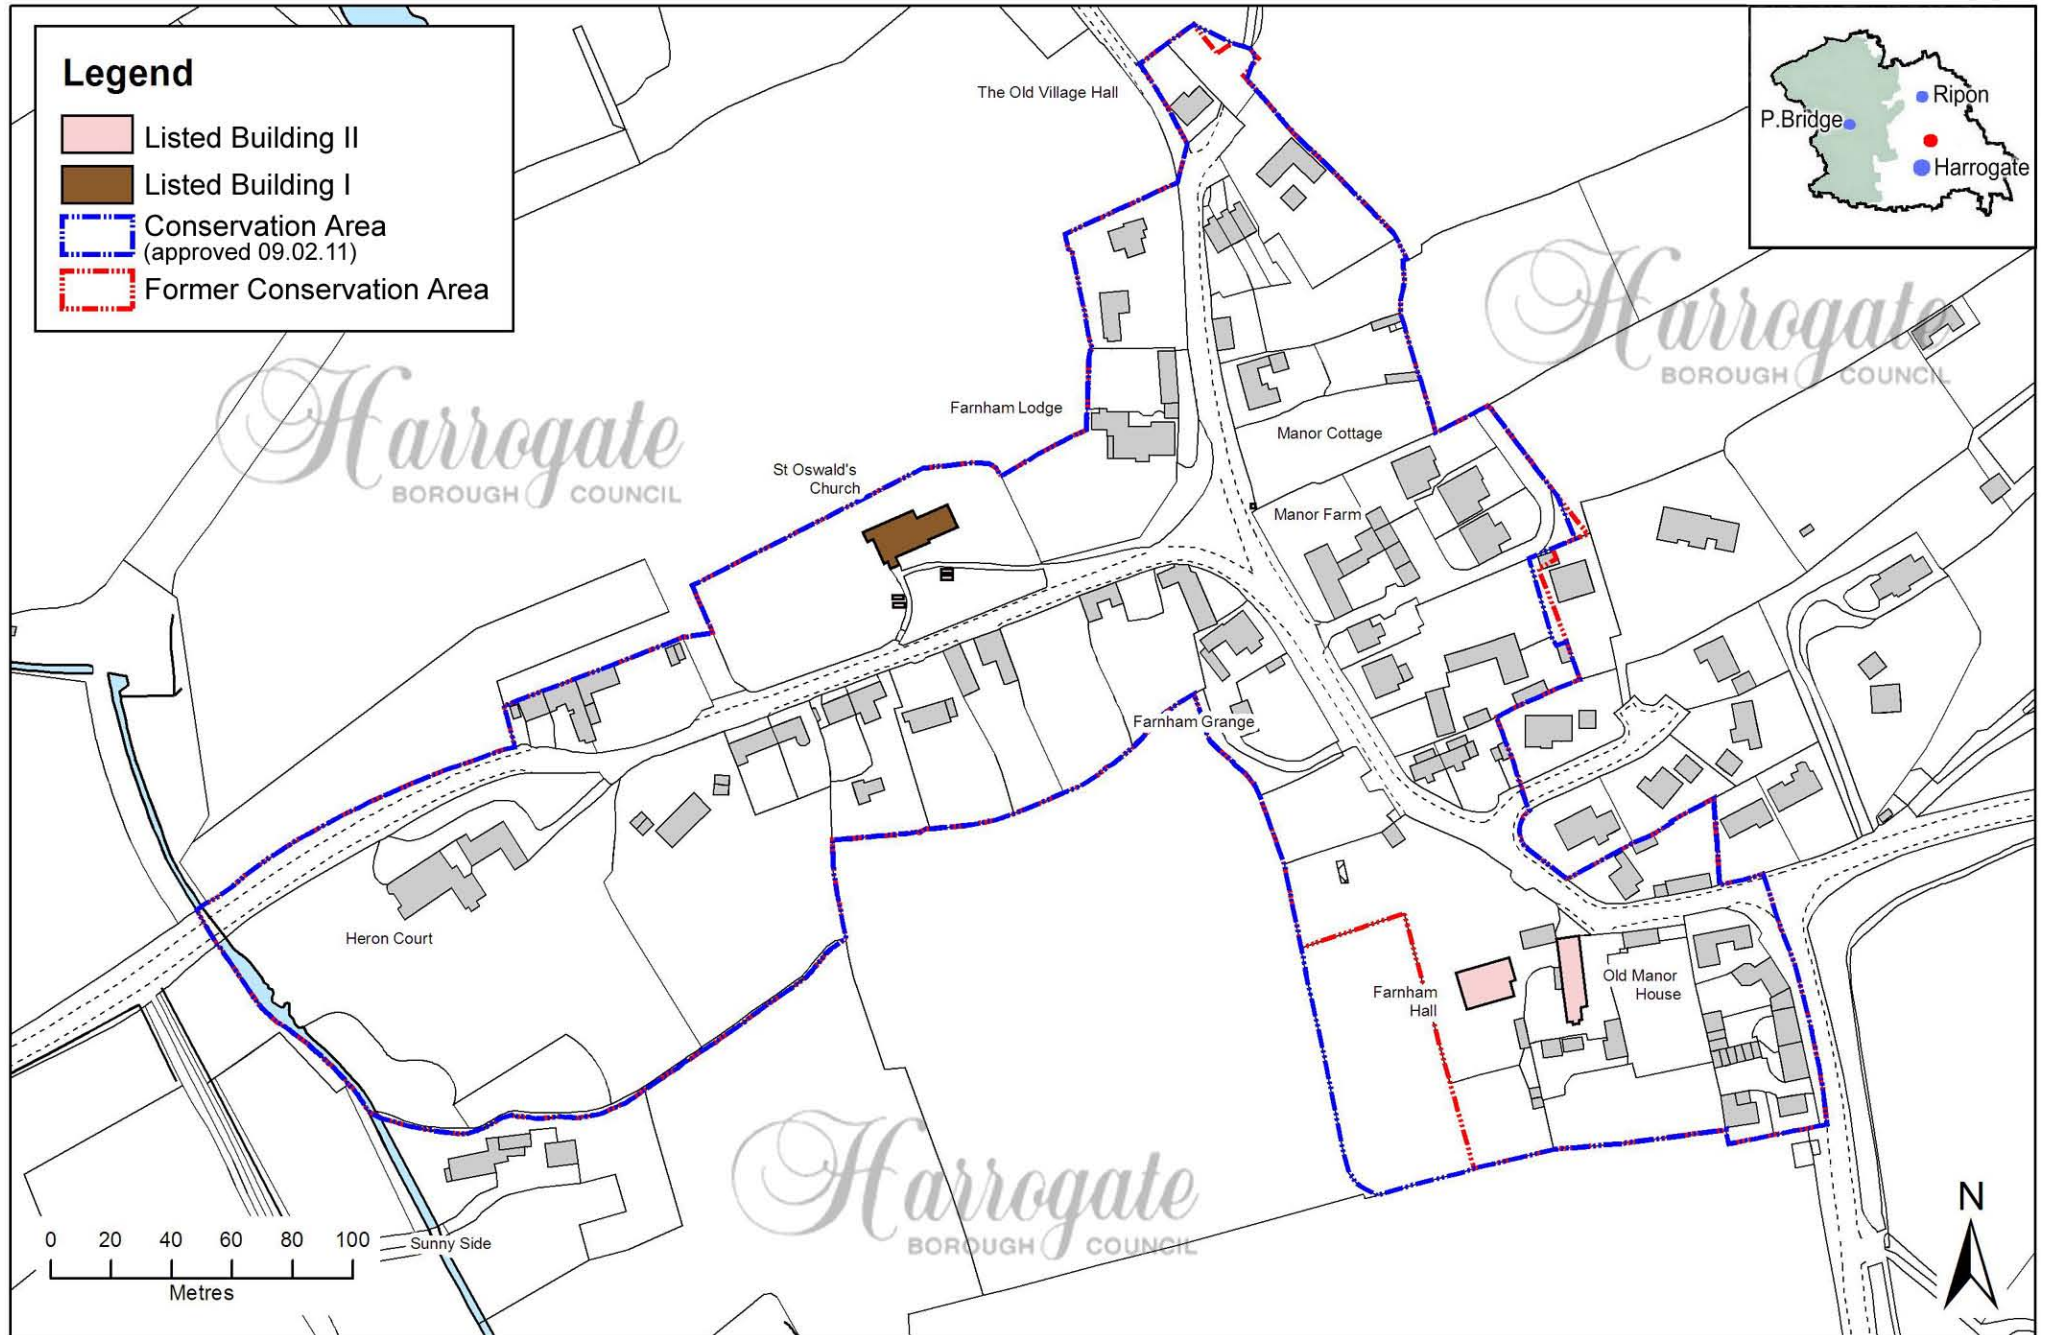 Legend
Listed Building II
Listed Building I
Conservation Area
(approved 09.02.11)
Former Conservation Area
Ripon
P.Bridge
Harrogate
The Old Village Hall
Harrogate
BOROUGH COUNCIL
Harrogate
BOROUGH COUNCIL
Farnham Lodge
Manor Cottage
St Oswald's
Church
Manor Farm
Farnham Grange
Heron Court
Farnham
Hall
Old Manor
House
Harrogate
BOROUGH COUNCIL
Sunny Side
0 20 40 60 80 100
Metres
N